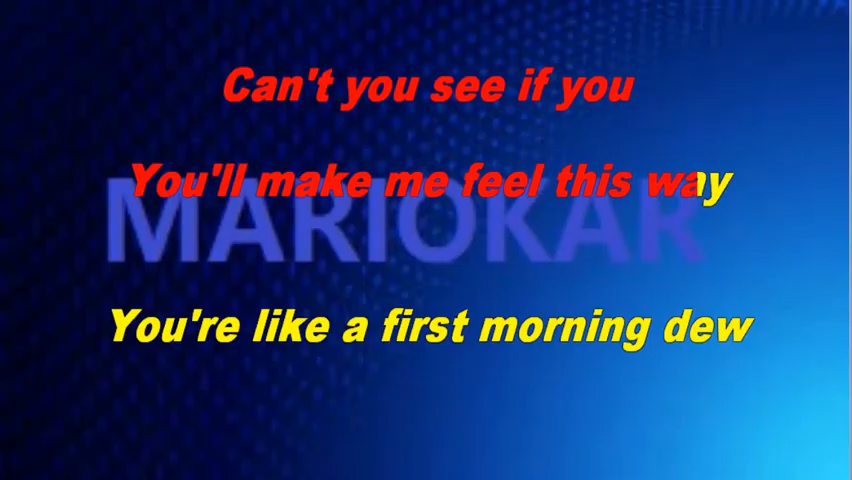 Can't you see if you
You'll make me feel this way
MARIOKAR
You're like a first morning dew